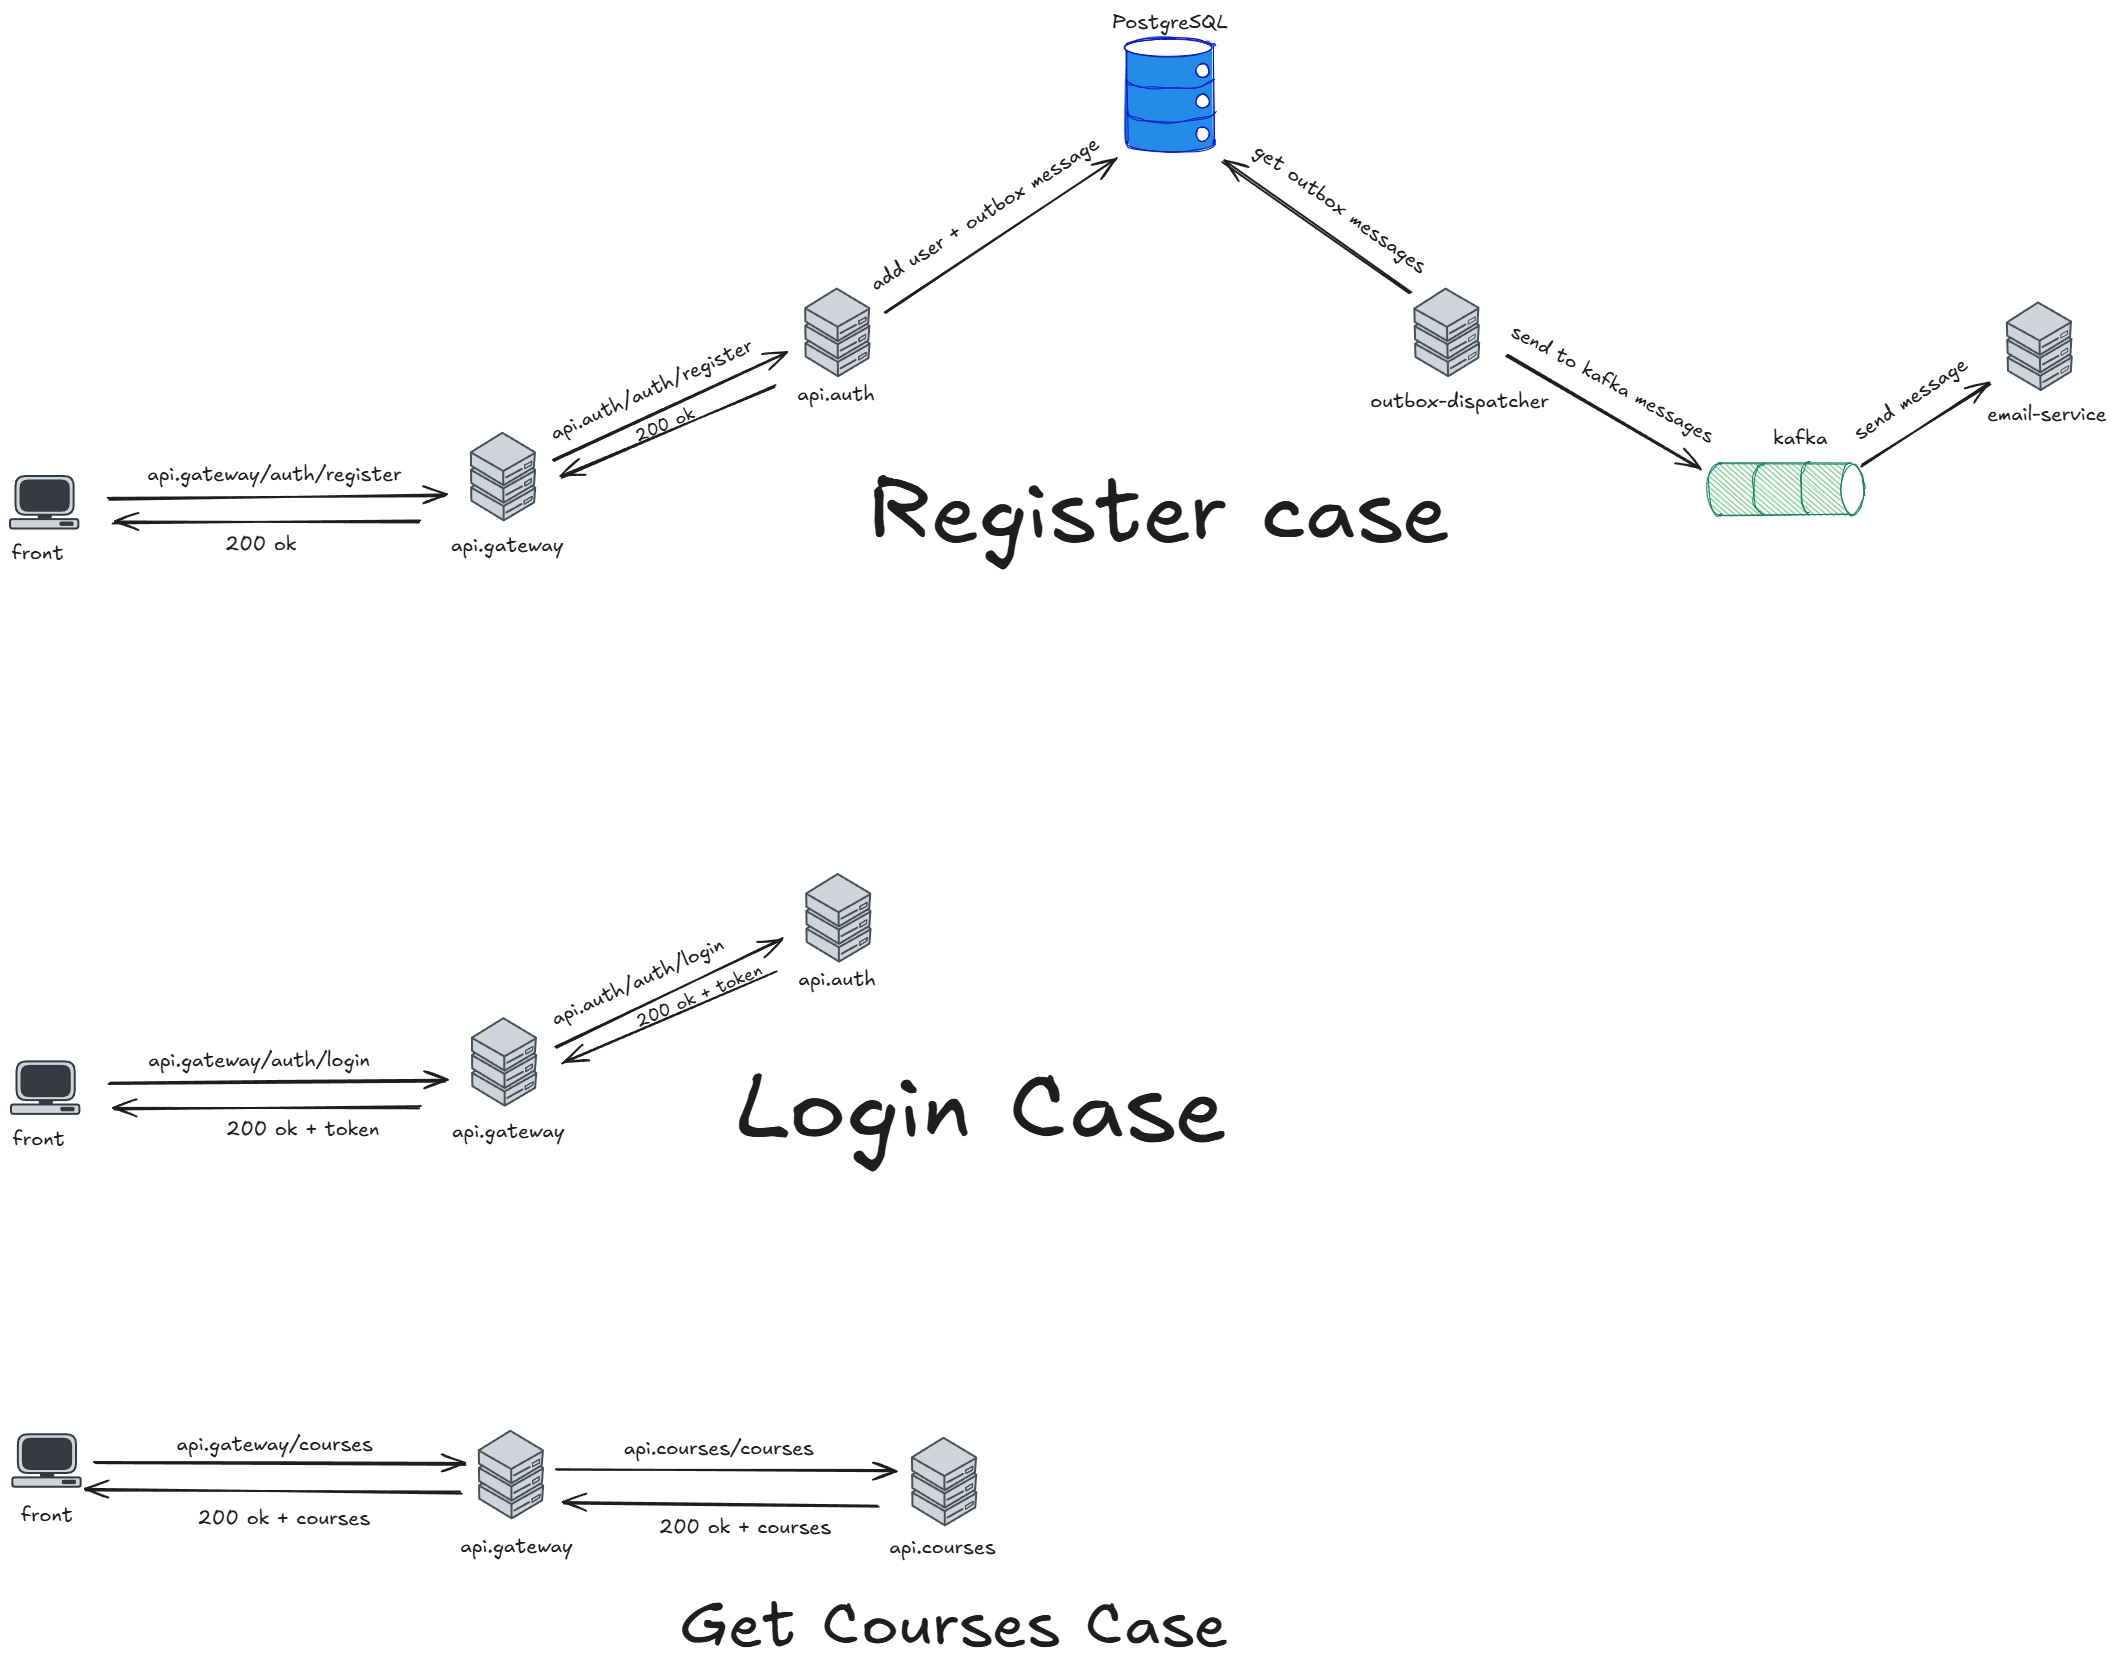 PostgreSQL
add user + outbox message
get outbox messages
api.auth/auth/register
200 ok
api.auth
outbox-dispatcher
send to kafka messages
kafka
send message
email-service
api.gateway/auth/register
200 ok
front
api.gateway
Register case
api.auth/auth/login
200 ok + token
api.auth
api.gateway/auth/login
200 ok + token
front
api.gateway
Login Case
api.gateway/courses
200 ok + courses
front
api.gateway
api.courses/courses
200 ok + courses
api.courses
Get Courses Case